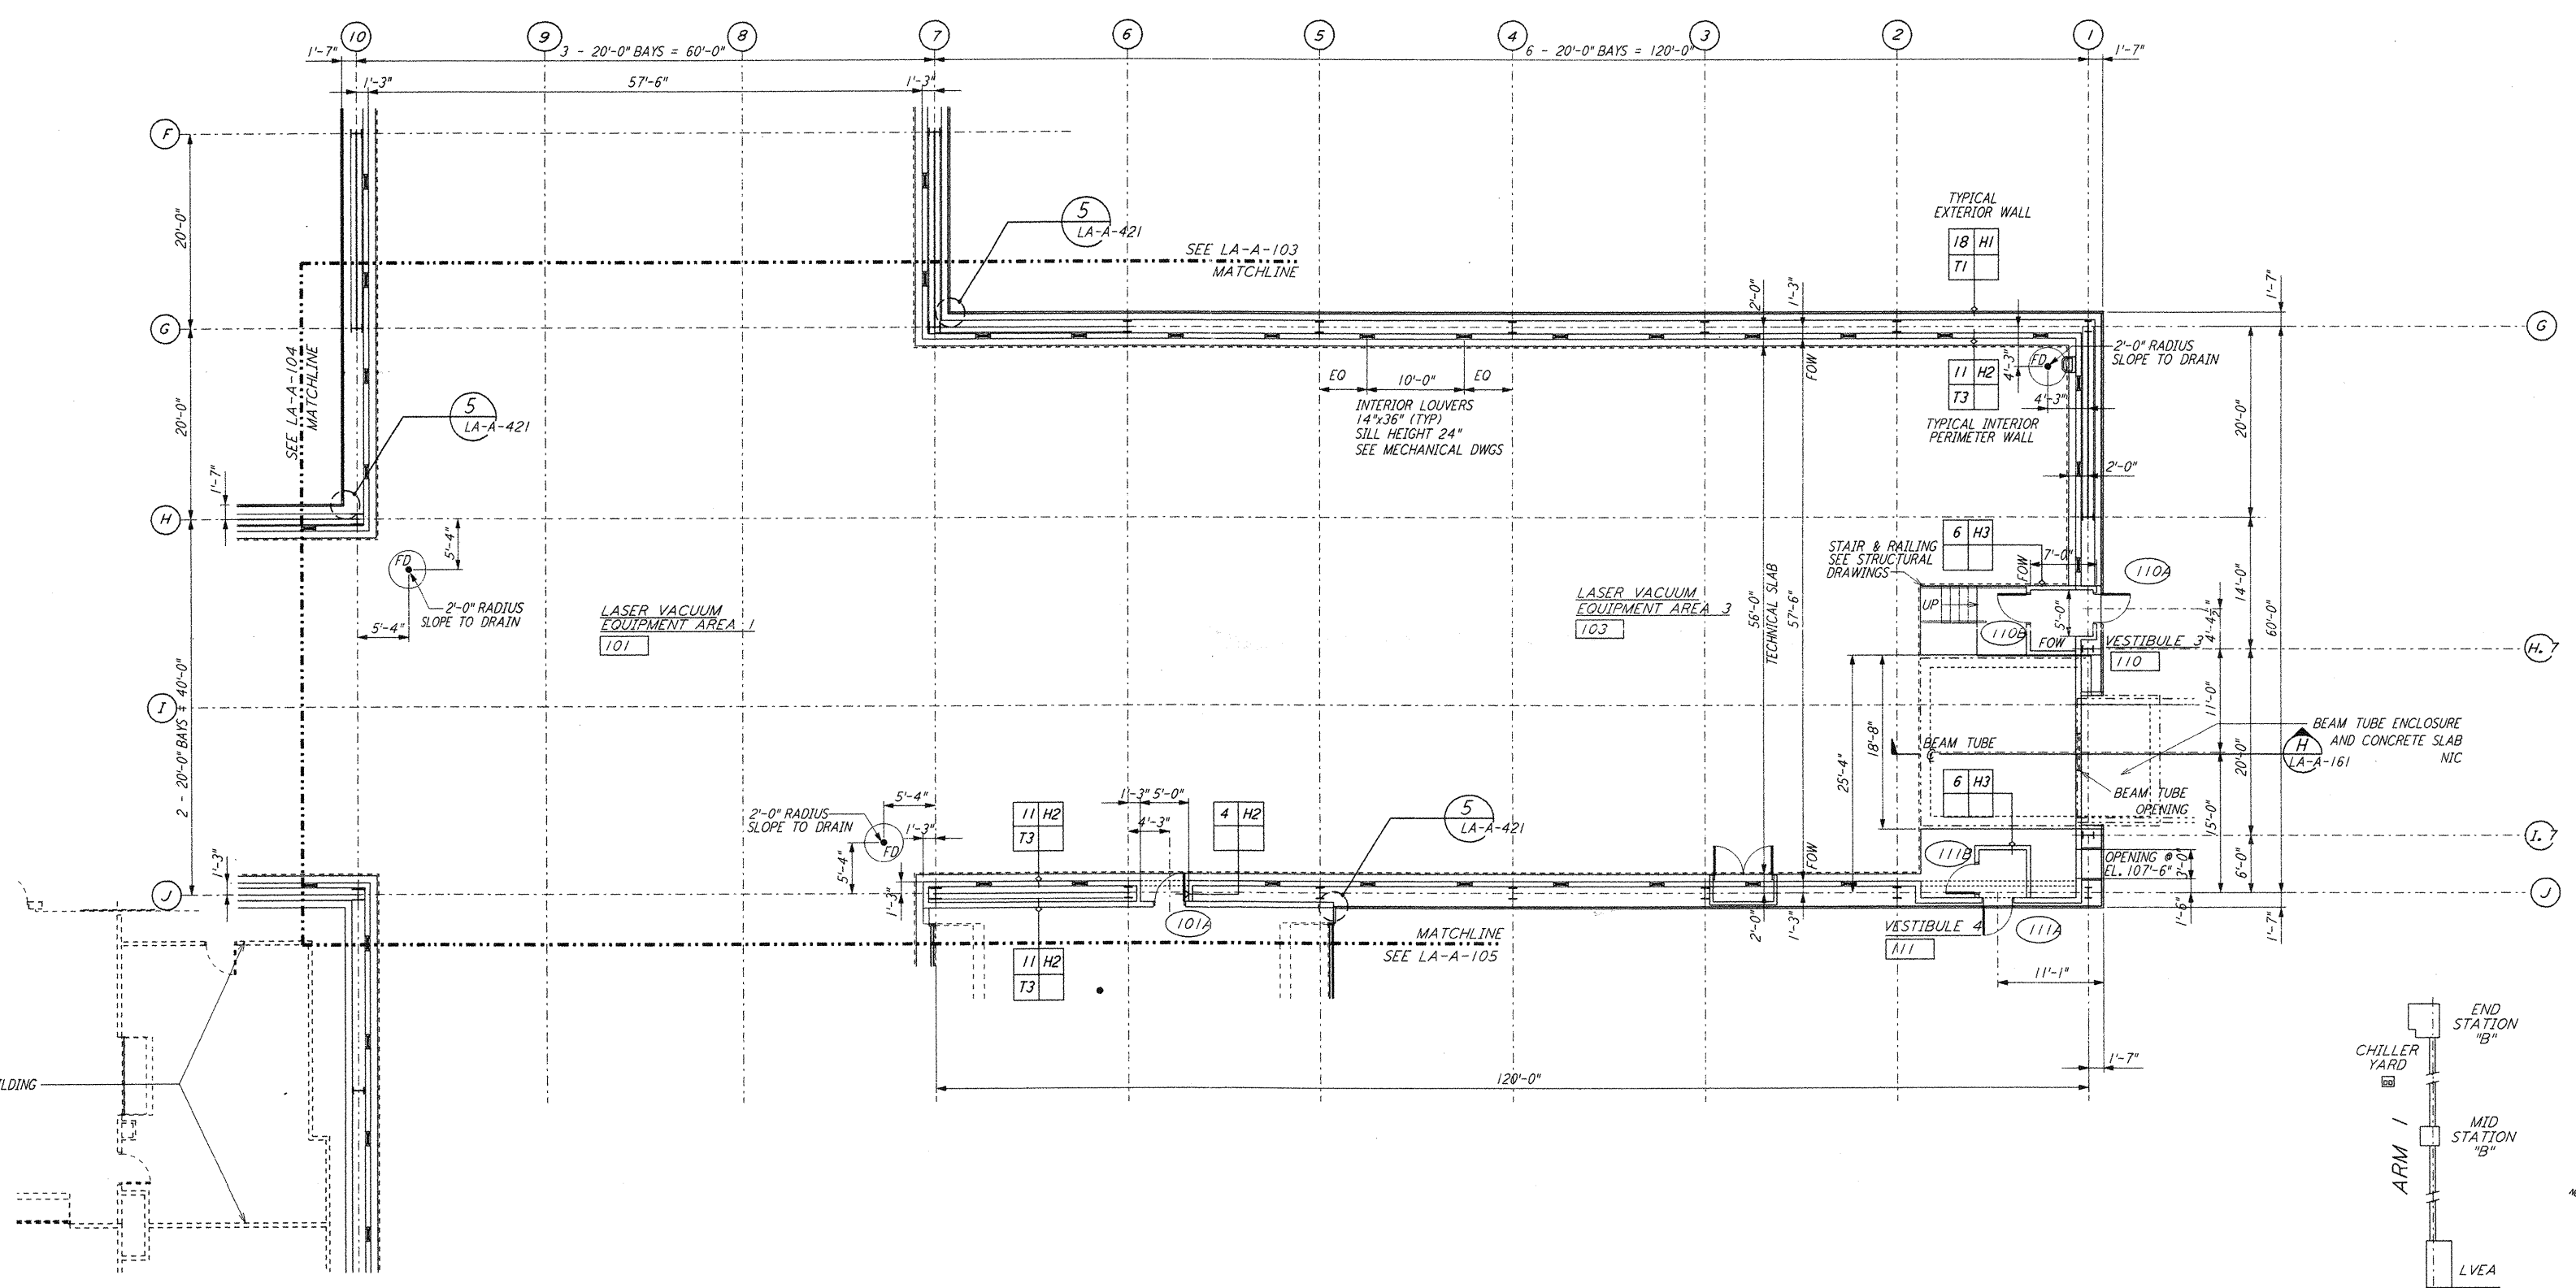 10
9
8
7
6
5
4
3
2
1
1'-7"
3 - 20'-0" BAYS = 60'-0"
6 - 20'-0" BAYS = 120'-0"
1'-7"
1'-3"
57'-6"
1'-3"
F
20'-0"
5
LA-A-421
SEE LA-A-103
MATCHLINE
TYPICAL
EXTERIOR WALL
18 H1
T1
2'-0"
1'-3"
1'-7"
G
G
SEE LA-A-104
MATCHLINE
20'-0"
5
LA-A-421
EQ
10'-0"
EQ
INTERIOR LOUVERS
14"x36" (TYP)
SILL HEIGHT 24"
SEE MECHANICAL DWGS
FOW
11 H2
T3
TYPICAL INTERIOR
PERIMETER WALL
4'-3"
FD
4'-3"
2'-0" RADIUS
SLOPE TO DRAIN
20'-0"
2'-0"
1'-7"
H
5'-4"
FD
2'-0" RADIUS
SLOPE TO DRAIN
5'-4"
6 H3
STAIR & RAILING
SEE STRUCTURAL
DRAWINGS
FOW
7'-0"
110A
UP
5'-0"
110B
FOW
14'-0"
4'-4½"
60'-0"
LASER VACUUM
EQUIPMENT AREA 1
101
LASER VACUUM
EQUIPMENT AREA 3
103
56'-0"
TECHNICAL SLAB
57'-6"
VESTIBULE 3
110
H.7
I
2 - 20'-0" BAYS = 40'-0"
25'-4"
18'-8"
BEAM TUBE
℄
11'-0"
20'-0"
BEAM TUBE ENCLOSURE
AND CONCRETE SLAB
NIC
H
LA-A-161
BEAM TUBE
OPENING
15'-0"
6 H3
I.7
5'-4"
2'-0" RADIUS
SLOPE TO DRAIN
1'-3"
FD
5'-4"
11 H2
T3
1'-3"
5'-0"
4'-3"
4 H2
5
LA-A-421
FOW
111B
OPENING @
EL. 107'-6"
3'-0"
6'-0"
1'-3"
J
J
1'-3"
101A
11 H2
T3
MATCHLINE
SEE LA-A-105
2'-0"
1'-3"
VESTIBULE 4
111
111A
1'-6"
1'-7"
11'-1"
120'-0"
1'-7"
END
STATION
"B"
CHILLER
YARD
ARM 1
MID
STATION
"B"
LVEA